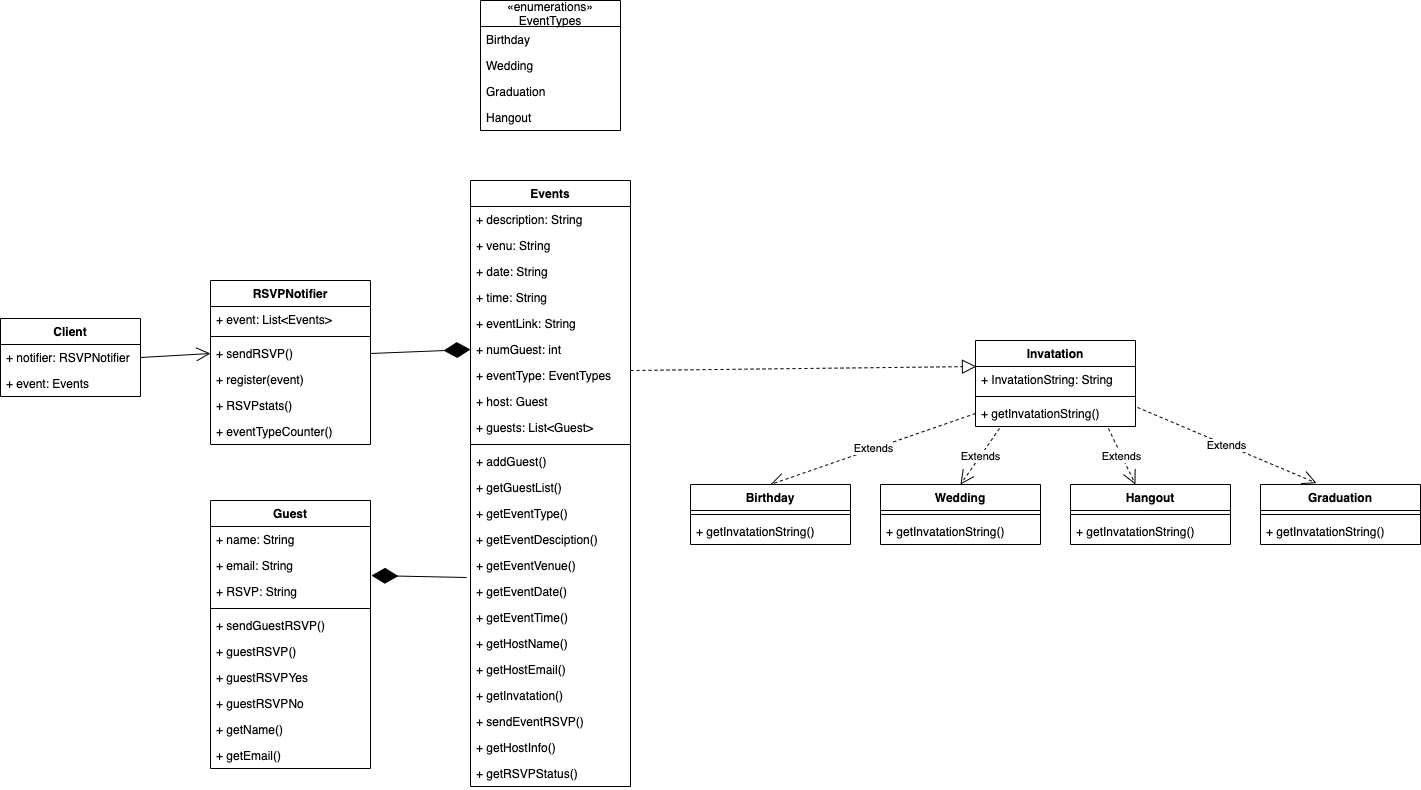 «enumerations»
EventTypes
Birthday
Wedding
Graduation
Hangout
Client
+ notifier: RSVPNotifier
+ event: Events
RSVPNotifier
+ event: List<Events>
+ sendRSVP()
+ register(event)
+ RSVPstats()
+ eventTypeCounter()
Guest
+ name: String
+ email: String
+ RSVP: String
+ sendGuestRSVP()
+ guestRSVP()
+ guestRSVPYes
+ guestRSVPNo
+ getName()
+ getEmail()
Events
+ description: String
+ venu: String
+ date: String
+ time: String
+ eventLink: String
+ numGuest: int
+ eventType: EventTypes
+ host: Guest
+ guests: List<Guest>
+ addGuest()
+ getGuestList()
+ getEventType()
+ getEventDesciption()
+ getEventVenue()
+ getEventDate()
+ getEventTime()
+ getHostName()
+ getHostEmail()
+ getInvatation()
+ sendEventRSVP()
+ getHostInfo()
+ getRSVPStatus()
Invatation
+ InvatationString: String
+ getInvatationString()
Extends
Extends
Extends
Extends
Birthday
+ getInvatationString()
Wedding
+ getInvatationString()
Hangout
+ getInvatationString()
Graduation
+ getInvatationString()